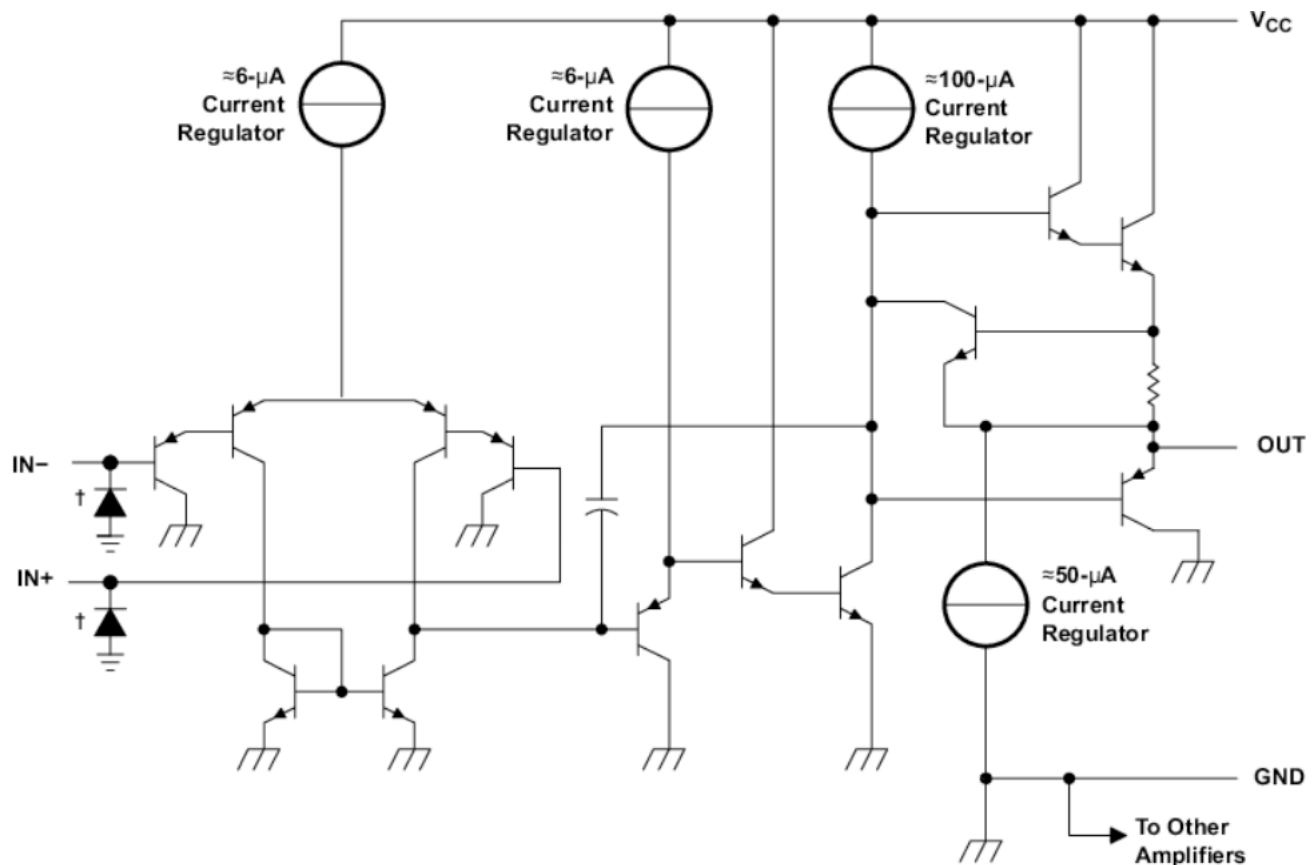 V_CC
≈6-µA
Current
Regulator
≈6-µA
Current
Regulator
≈100-µA
Current
Regulator
IN−
†
OUT
IN+
†
≈50-µA
Current
Regulator
GND
To Other
Amplifiers